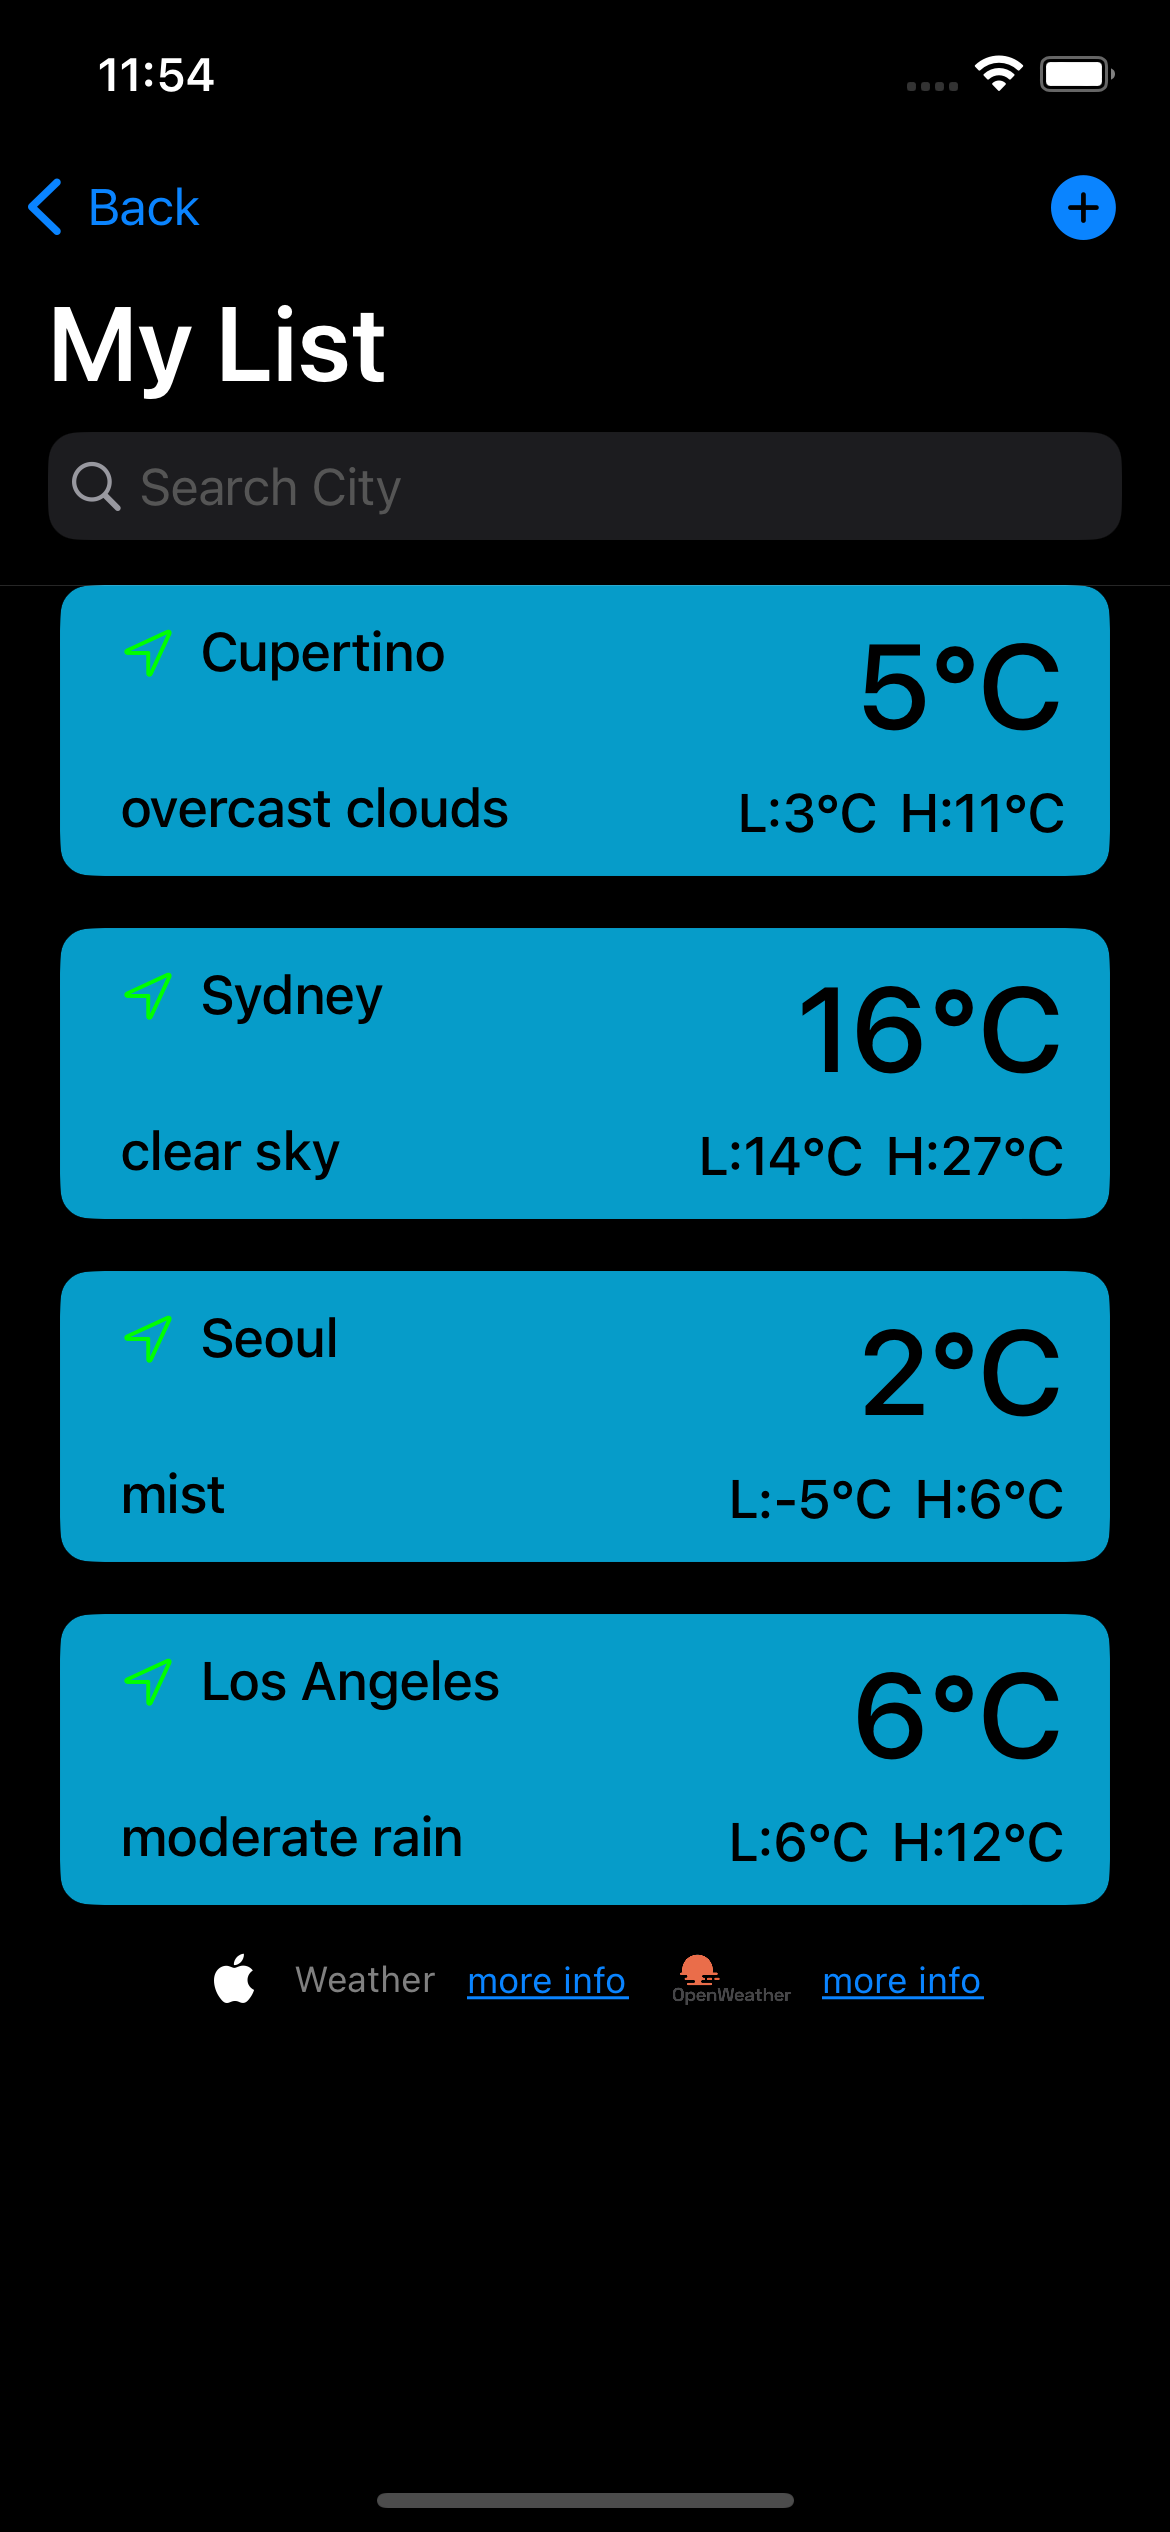 11:54
Back
My List
Search City
Cupertino
5°C
overcast clouds
L:3°C H:11°C
Sydney
16°C
clear sky
L:14°C H:27°C
Seoul
2°C
mist
L:-5°C H:6°C
Los Angeles
6°C
moderate rain
L:6°C H:12°C
Weather more info OpenWeather more info